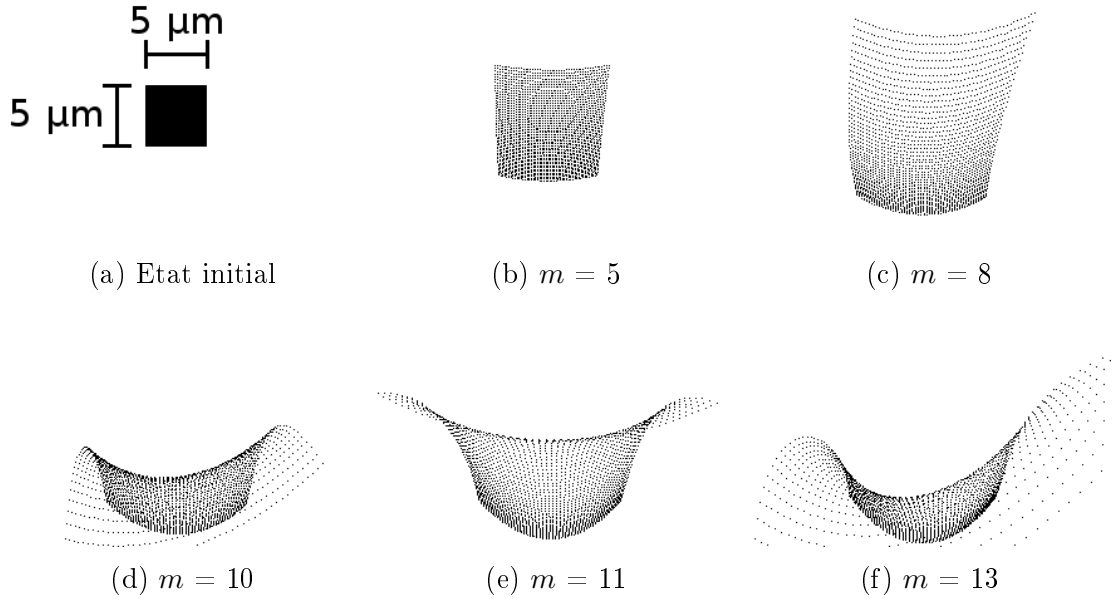 5 μm
5 μm
(a) Etat initial
(b) m = 5
(c) m = 8
(d) m = 10
(e) m = 11
(f) m = 13